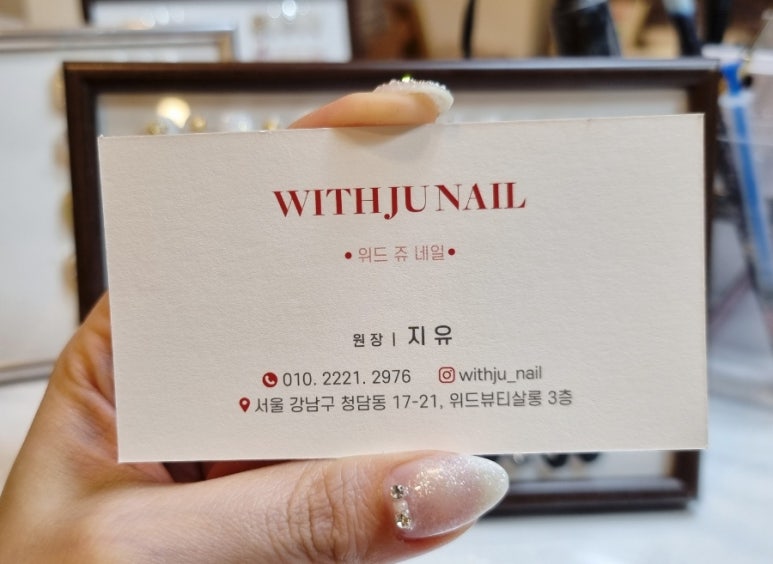 WITHJU NAIL
•위드 쥬 네일•
원장 | 지유
010. 2221. 2976 withju_nail
서울 강남구 청담동 17-21, 위드뷰티살롱 3층